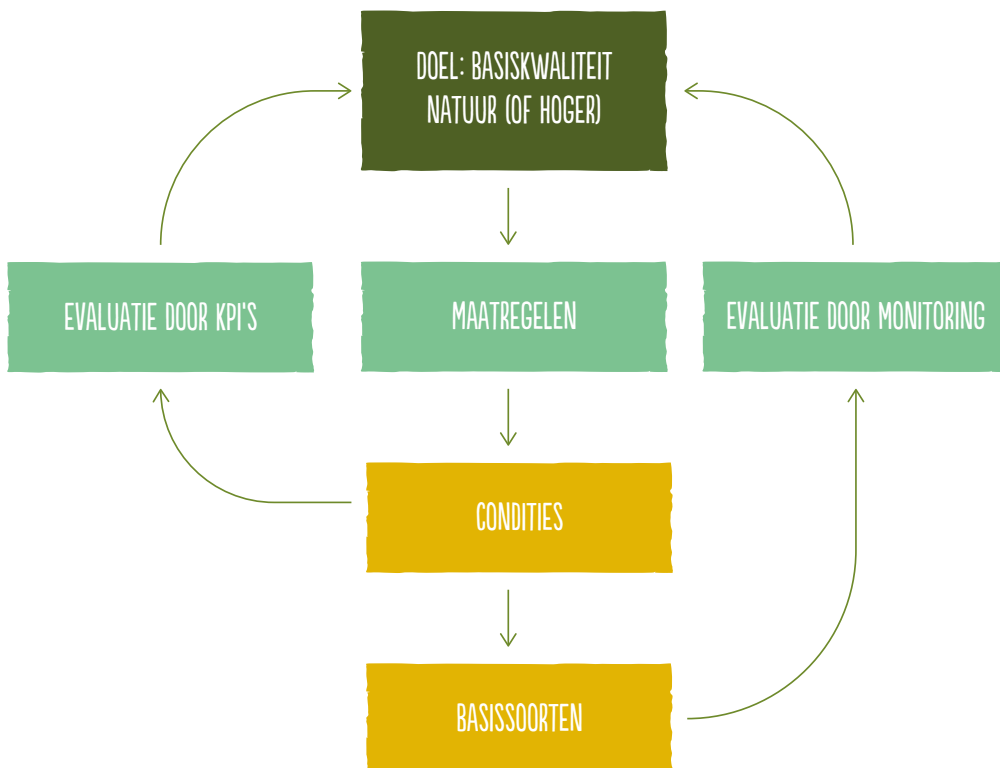 DOEL: BASISKWALITEIT
NATUUR (OF HOGER)
EVALUATIE DOOR KPI'S
MAATREGELEN
EVALUATIE DOOR MONITORING
CONDITIES
BASISSOORTEN